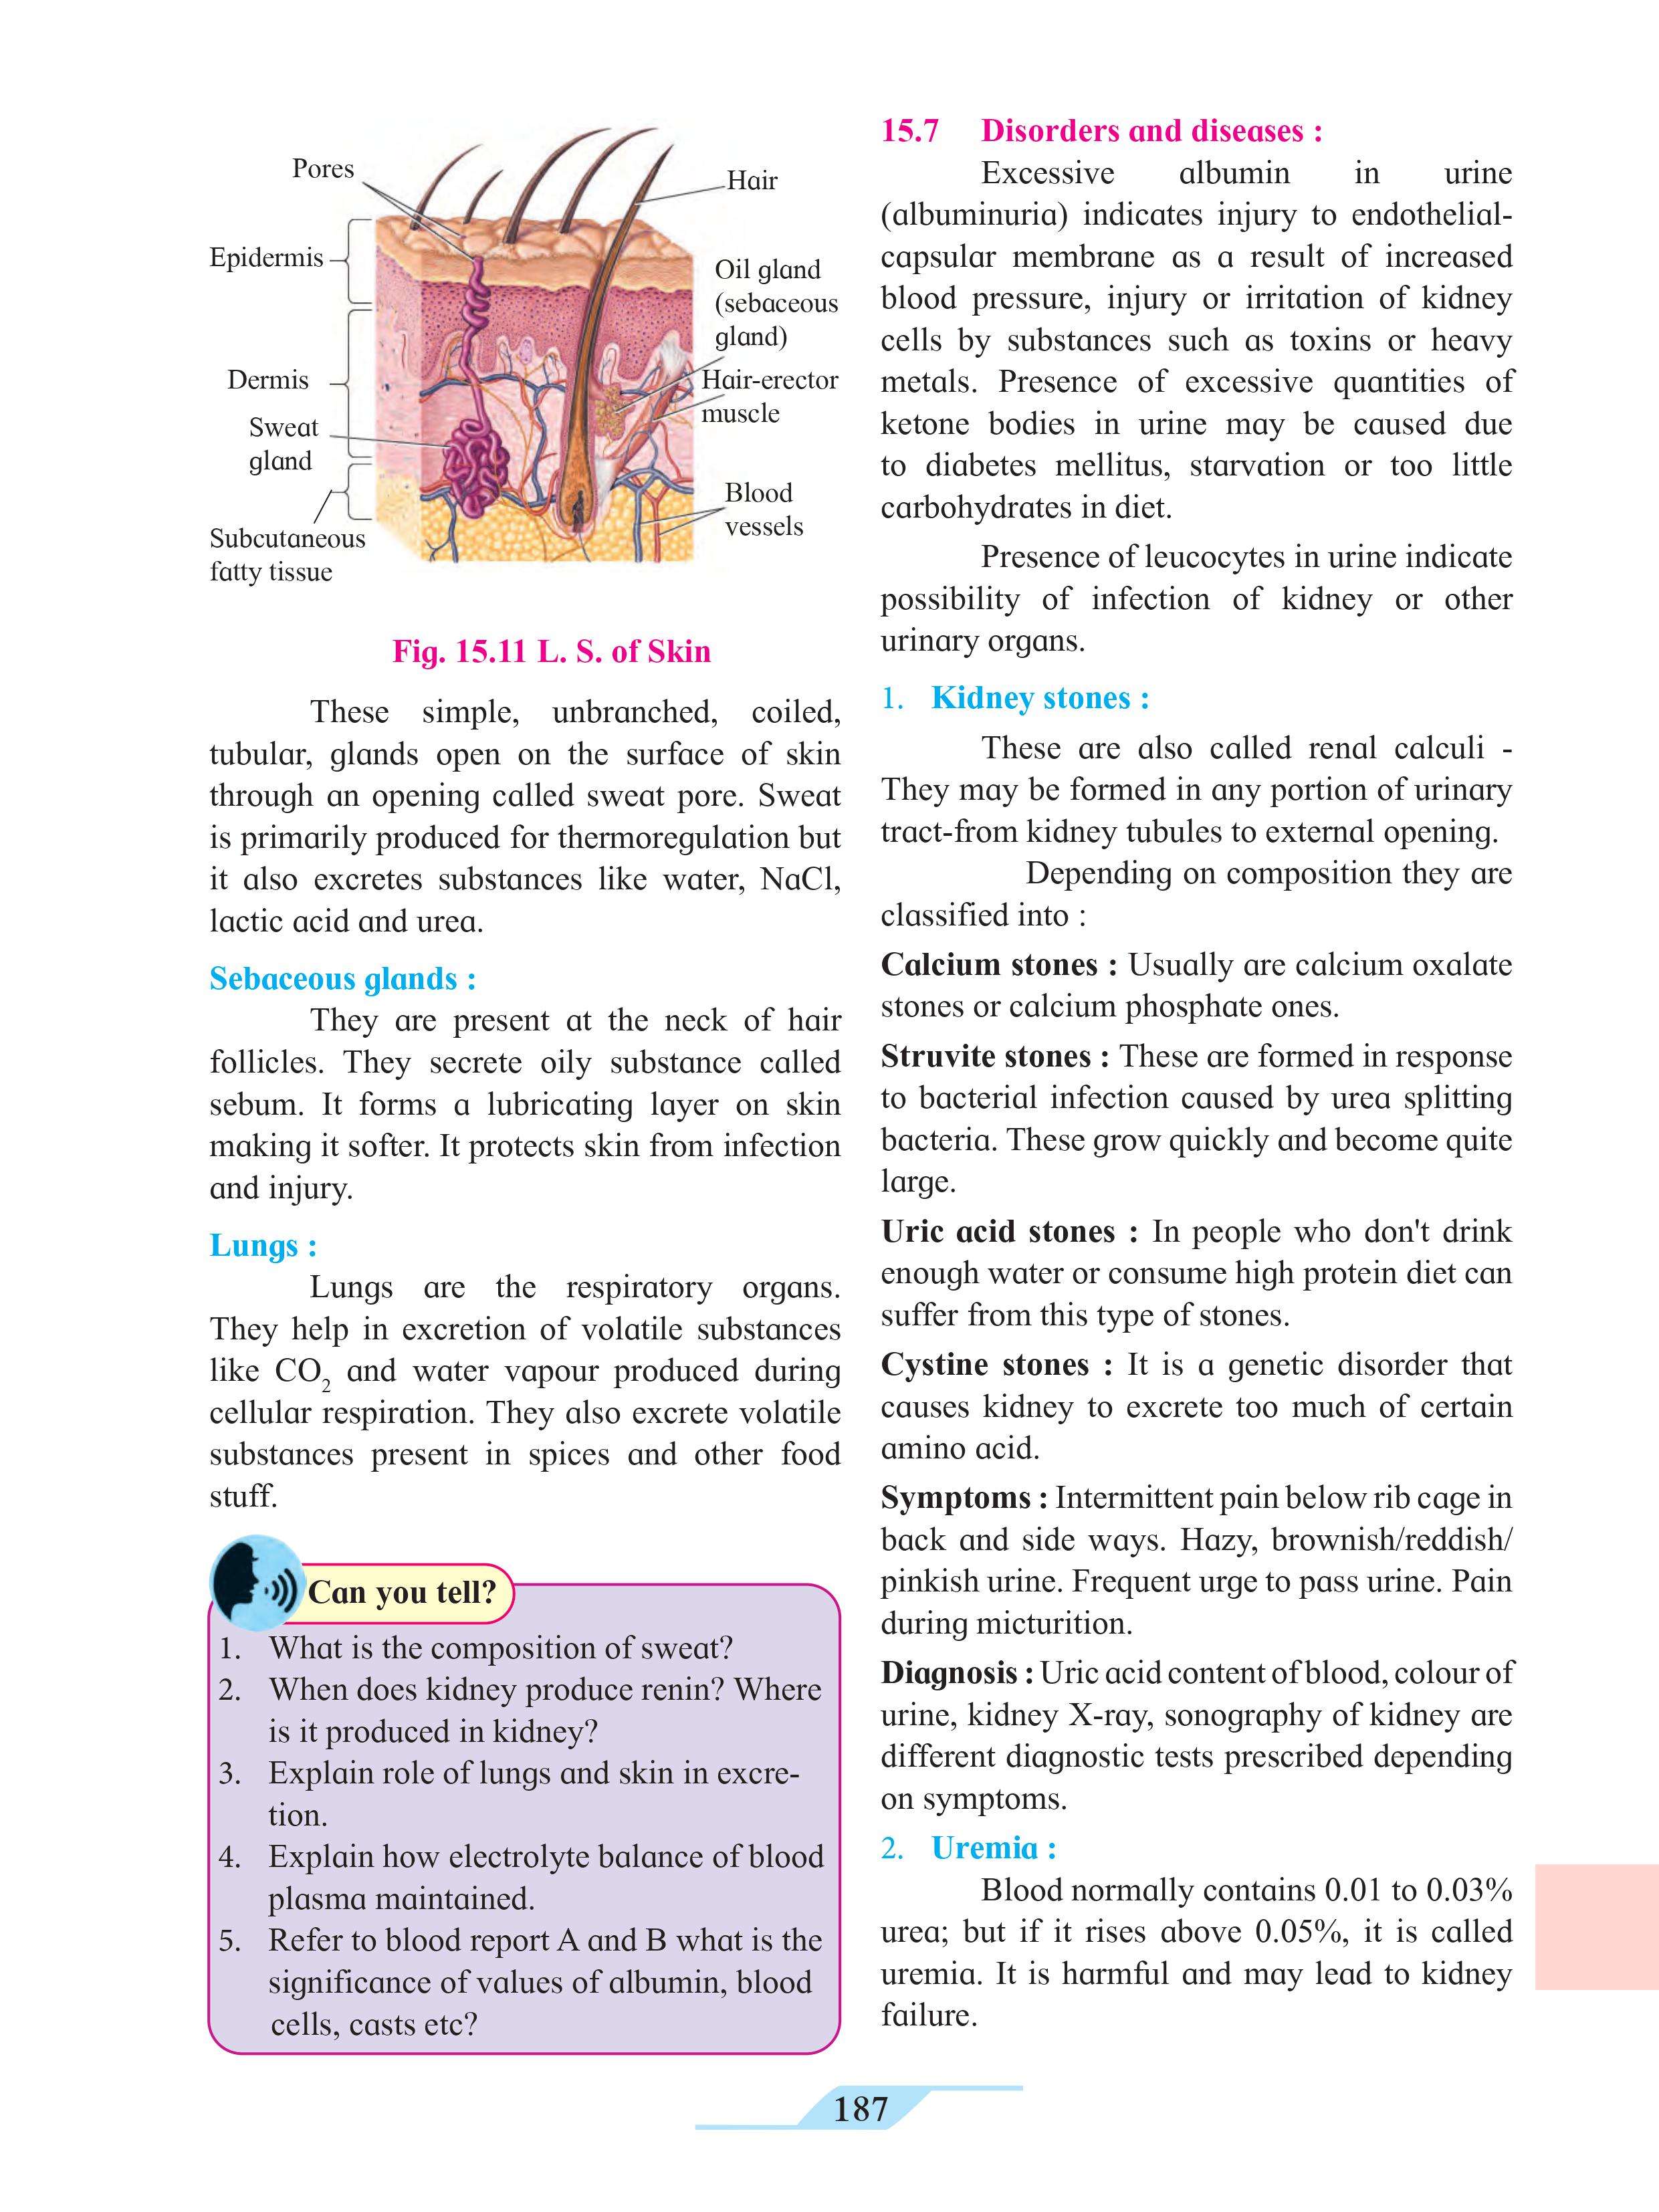 Pores
Hair
Epidermis
Oil gland
(sebaceous
gland)
Dermis
Hair-erector
muscle
Sweat
gland
Blood
vessels
Subcutaneous
fatty tissue
Fig. 15.11 L. S. of Skin
These simple, unbranched, coiled,
tubular, glands open on the surface of skin
through an opening called sweat pore. Sweat
is primarily produced for thermoregulation but
it also excretes substances like water, NaCl,
lactic acid and urea.
Sebaceous glands :
They are present at the neck of hair
follicles. They secrete oily substance called
sebum. It forms a lubricating layer on skin
making it softer. It protects skin from infection
and injury.
Lungs :
Lungs are the respiratory organs.
They help in excretion of volatile substances
like CO₂ and water vapour produced during
cellular respiration. They also excrete volatile
substances present in spices and other food
stuff.
Can you tell?
1. What is the composition of sweat?
2. When does kidney produce renin? Where
is it produced in kidney?
3. Explain role of lungs and skin in excre-
tion.
4. Explain how electrolyte balance of blood
plasma maintained.
5. Refer to blood report A and B what is the
significance of values of albumin, blood
cells, casts etc?
15.7 Disorders and diseases :
Excessive albumin in urine
(albuminuria) indicates injury to endothelial-
capsular membrane as a result of increased
blood pressure, injury or irritation of kidney
cells by substances such as toxins or heavy
metals. Presence of excessive quantities of
ketone bodies in urine may be caused due
to diabetes mellitus, starvation or too little
carbohydrates in diet.
Presence of leucocytes in urine indicate
possibility of infection of kidney or other
urinary organs.
1. Kidney stones :
These are also called renal calculi -
They may be formed in any portion of urinary
tract-from kidney tubules to external opening.
Depending on composition they are
classified into :
Calcium stones : Usually are calcium oxalate
stones or calcium phosphate ones.
Struvite stones : These are formed in response
to bacterial infection caused by urea splitting
bacteria. These grow quickly and become quite
large.
Uric acid stones : In people who don't drink
enough water or consume high protein diet can
suffer from this type of stones.
Cystine stones : It is a genetic disorder that
causes kidney to excrete too much of certain
amino acid.
Symptoms : Intermittent pain below rib cage in
back and side ways. Hazy, brownish/reddish/
pinkish urine. Frequent urge to pass urine. Pain
during micturition.
Diagnosis : Uric acid content of blood, colour of
urine, kidney X-ray, sonography of kidney are
different diagnostic tests prescribed depending
on symptoms.
2. Uremia :
Blood normally contains 0.01 to 0.03%
urea; but if it rises above 0.05%, it is called
uremia. It is harmful and may lead to kidney
failure.
187